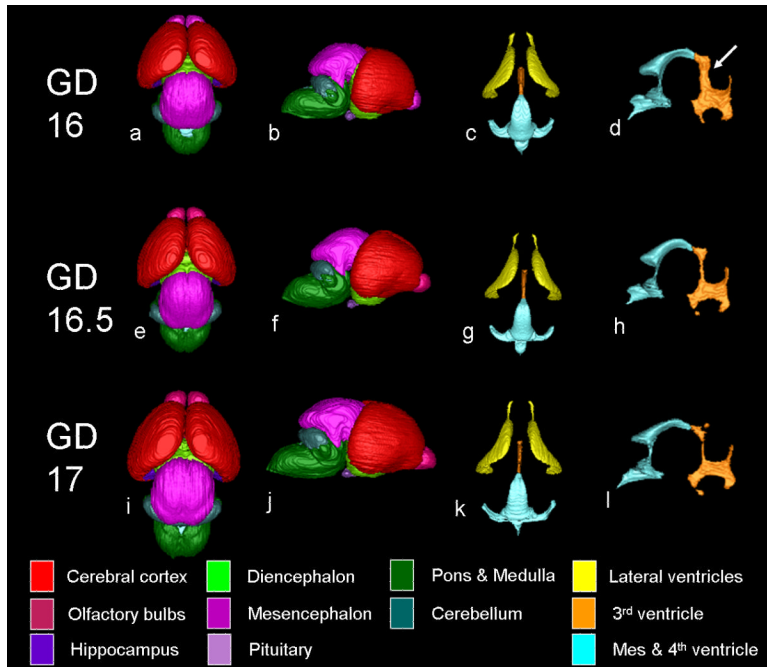 GD
16
a
b
c
d
GD
16.5
e
f
g
h
GD
17
i
j
k
l
Cerebral cortex
Diencephalon
Pons & Medulla
Lateral ventricles
Olfactory bulbs
Mesencephalon
Cerebellum
3rd ventricle
Hippocampus
Pituitary
Mes & 4th ventricle